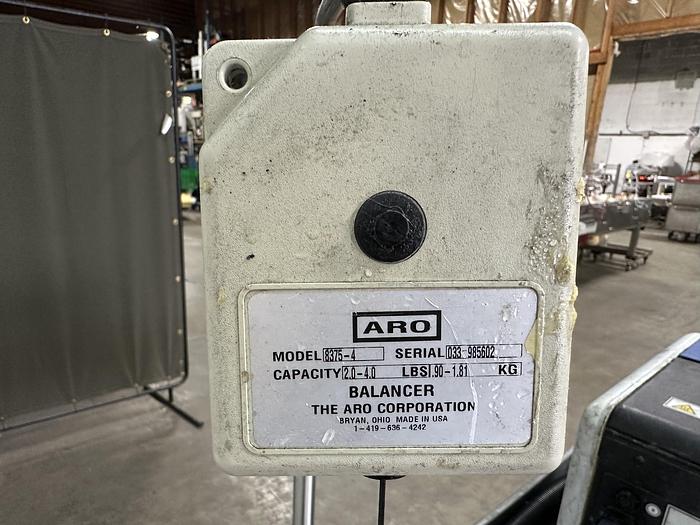 ARO
MODEL 8375-4 SERIAL 033-985602
CAPACITY 2.0-4.0 LBS .90-1.81 KG
BALANCER
THE ARO CORPORATION
BRYAN, OHIO MADE IN USA
1-419-636-4242